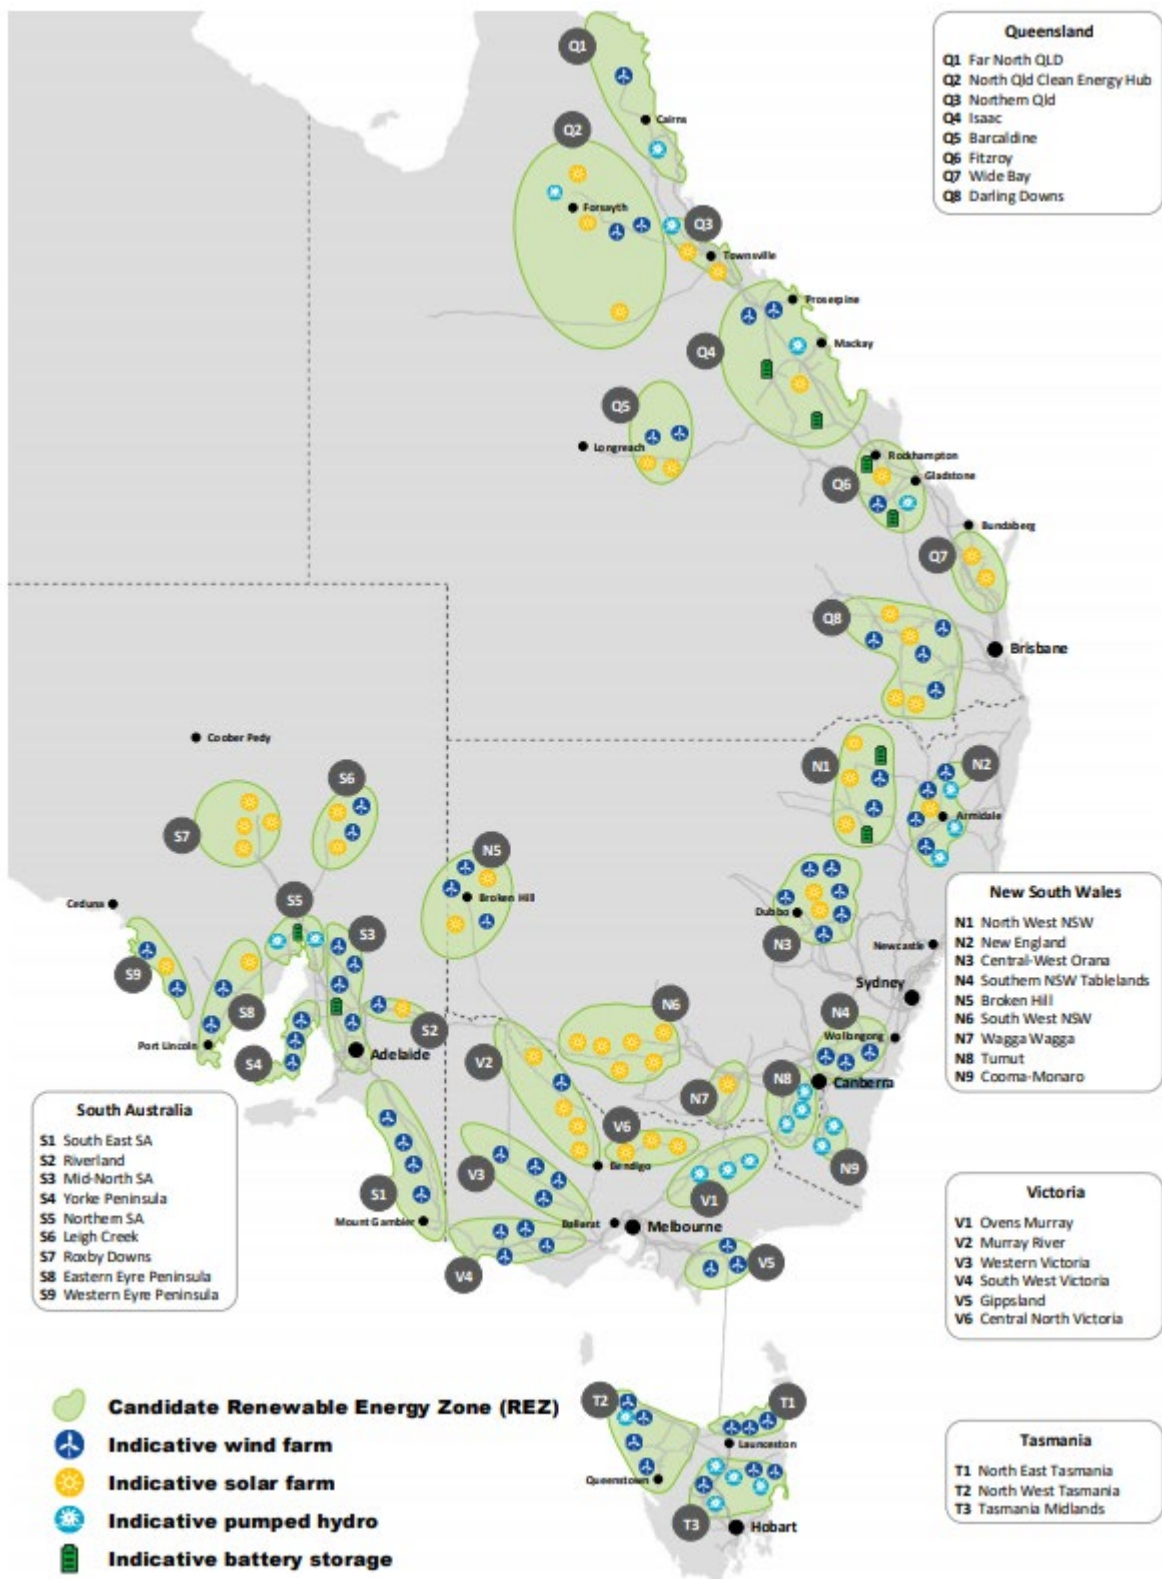 Queensland
Q1 Far North QLD
Q2 North Qld Clean Energy Hub
Q3 Northern Qld
Q4 Isaac
Q5 Barcaldine
Q6 Fitzroy
Q7 Wide Bay
Q8 Darling Downs
Q1
Cairns
Q2
Forsayth
Q3
Townsville
Proserpine
Q4
Mackay
Q5
Longreach
Rockhampton
Q6
Gladstone
Bundaberg
Q7
Q8
Brisbane
Coober Pedy
S6
N1
N2
S7
Armidale
N5
Broken Hill
Ceduna
S5
S3
Dubbo
N3
Newcastle
New South Wales
N1 North West NSW
N2 New England
N3 Central-West Orana
N4 Southern NSW Tablelands
N5 Broken Hill
N6 South West NSW
N7 Wagga Wagga
N8 Tumut
N9 Cooma-Monaro
S9
Sydney
S8
N6
N4
S2
Wollongong
Port Lincoln
Adelaide
S4
V2
N8
Canberra
N7
South Australia
S1 South East SA
S2 Riverland
S3 Mid-North SA
S4 Yorke Peninsula
S5 Northern SA
S6 Leigh Creek
S7 Roxby Downs
S8 Eastern Eyre Peninsula
S9 Western Eyre Peninsula
V6
Bendigo
N9
V3
V1
S1
Mount Gambier
Ballarat
Melbourne
V4
V5
Victoria
V1 Ovens Murray
V2 Murray River
V3 Western Victoria
V4 South West Victoria
V5 Gippsland
V6 Central North Victoria
T2
T1
Launceston
Queenstown
T3
Hobart
Tasmania
T1 North East Tasmania
T2 North West Tasmania
T3 Tasmania Midlands
Candidate Renewable Energy Zone (REZ)
Indicative wind farm
Indicative solar farm
Indicative pumped hydro
Indicative battery storage